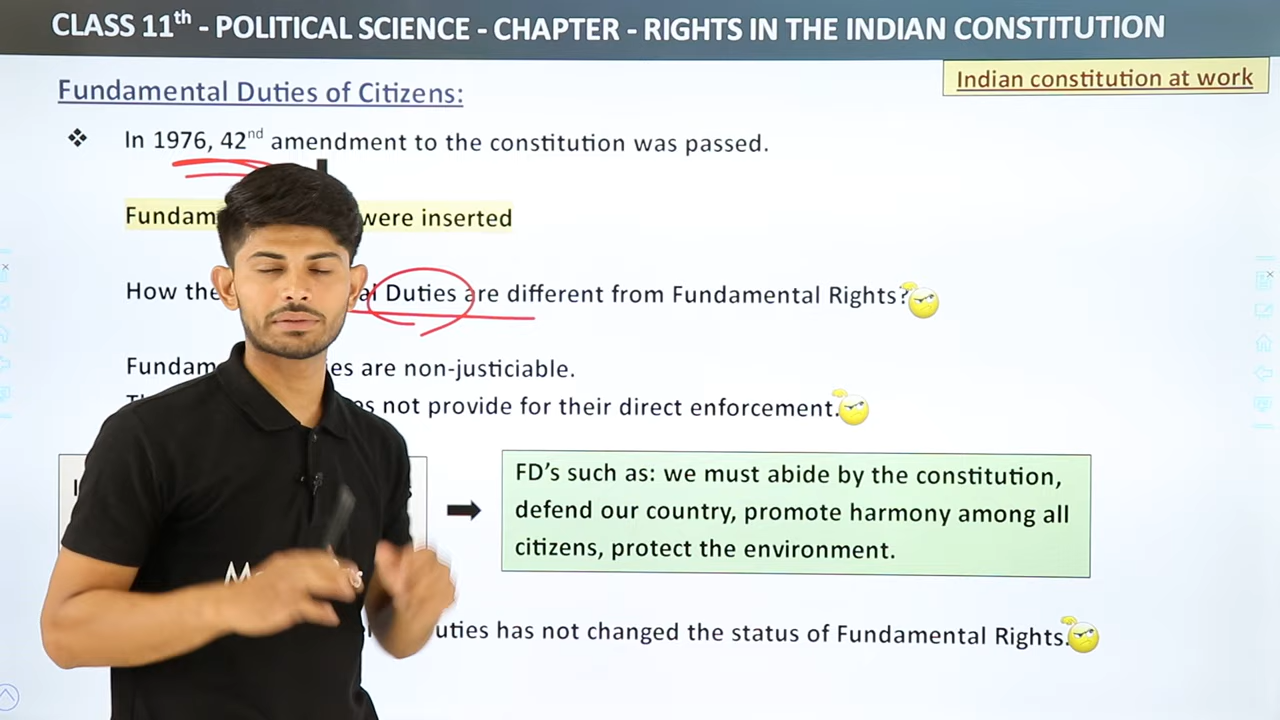 CLASS 11th - POLITICAL SCIENCE - CHAPTER - RIGHTS IN THE INDIAN CONSTITUTION
Indian constitution at work
Fundamental Duties of Citizens:
In 1976, 42nd amendment to the constitution was passed.
Fundam were inserted
How the al Duties are different from Fundamental Rights?
Fundam es are non-justiciable.
es not provide for their direct enforcement.
FD's such as: we must abide by the constitution,
defend our country, promote harmony among all
citizens, protect the environment.
uties has not changed the status of Fundamental Rights.